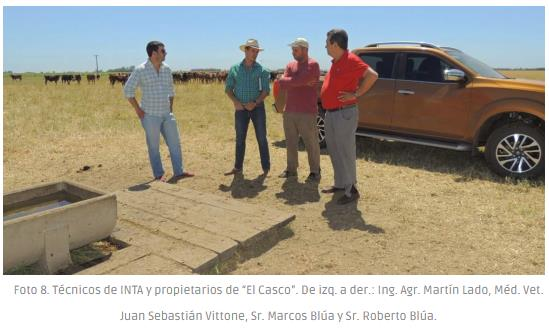 Foto 8. Técnicos de INTA y propietarios de “El Casco”. De izq. a der.: Ing. Agr. Martín Lado, Méd. Vet.
Juan Sebastián Vittone, Sr. Marcos Blúa y Sr. Roberto Blúa.